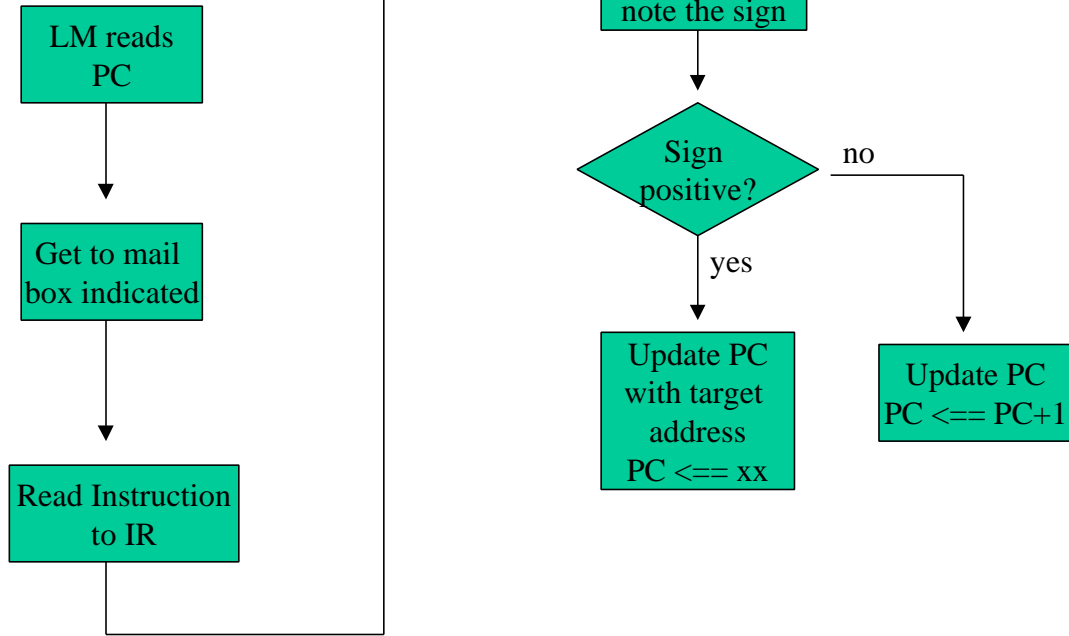 LM reads
PC
Get to mail
box indicated
Read Instruction
to IR
note the sign
Sign
positive?
no
yes
Update PC
with target
address
PC <== xx
Update PC
PC <== PC+1